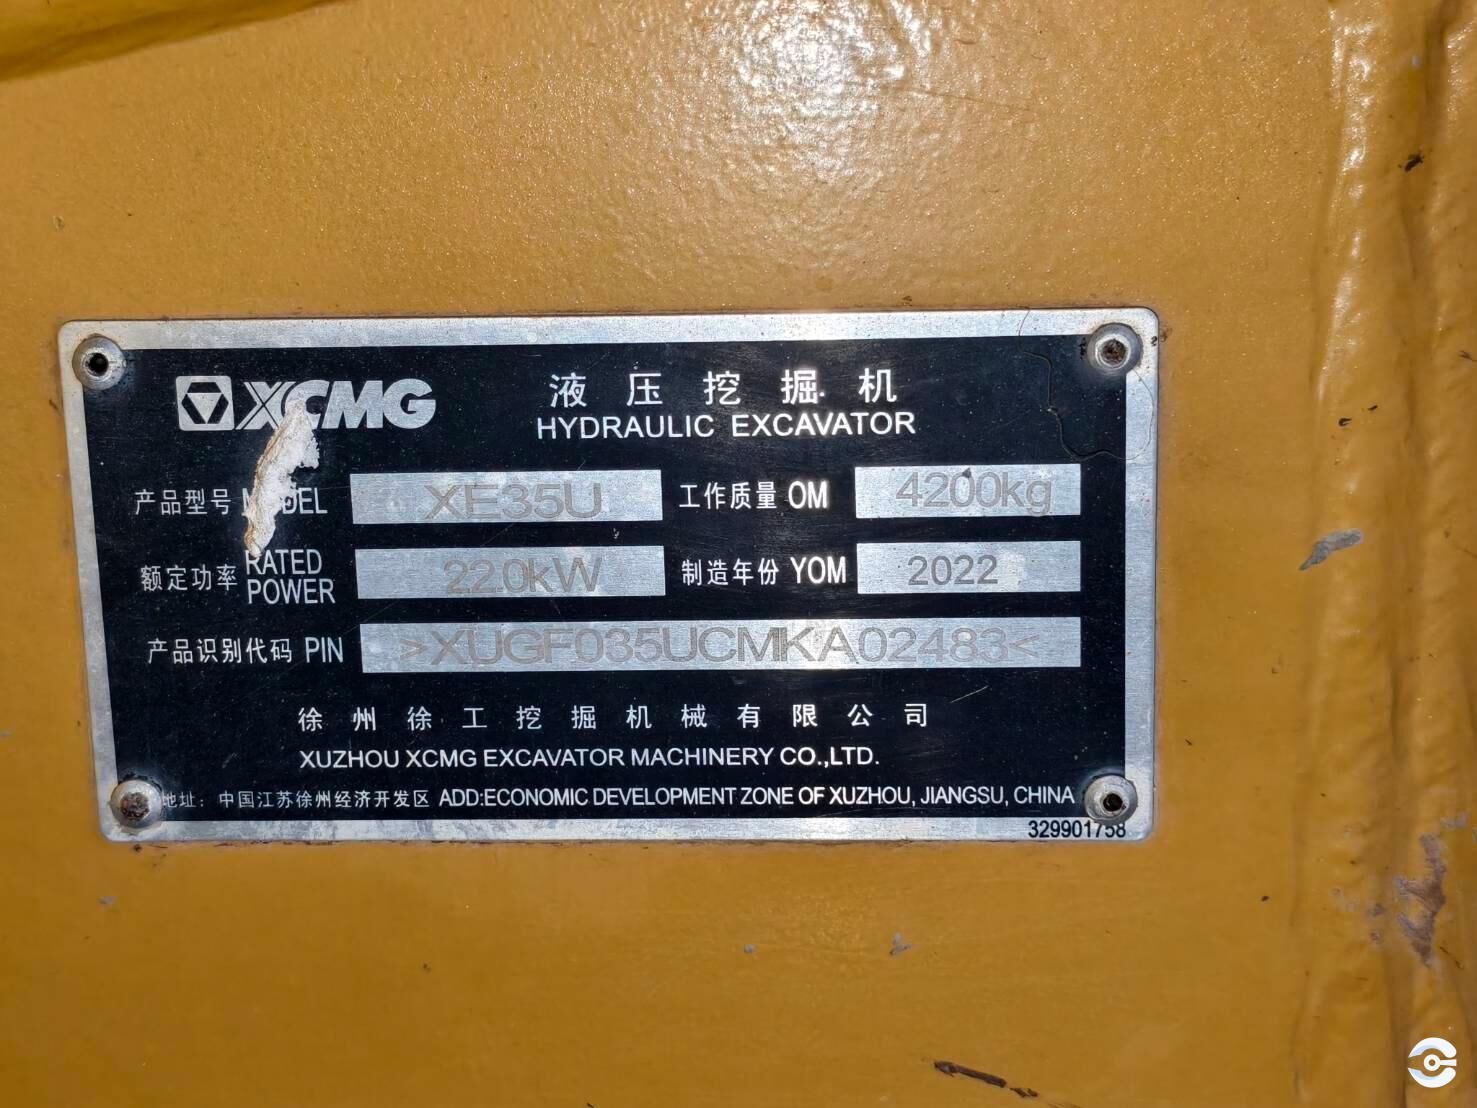 XCMG
液压挖掘机
HYDRAULIC EXCAVATOR
产品型号 MODEL XE35U 工作质量 OM 4200kg
额定功率 RATED POWER 22.0kW 制造年份 YOM 2022
产品识别代码 PIN >XUGF035UCMKA02483<
徐州徐工挖掘机械有限公司
XUZHOU XCMG EXCAVATOR MACHINERY CO.,LTD.
地址：中国江苏徐州经济开发区 ADD:ECONOMIC DEVELOPMENT ZONE OF XUZHOU, JIANGSU, CHINA
329901758